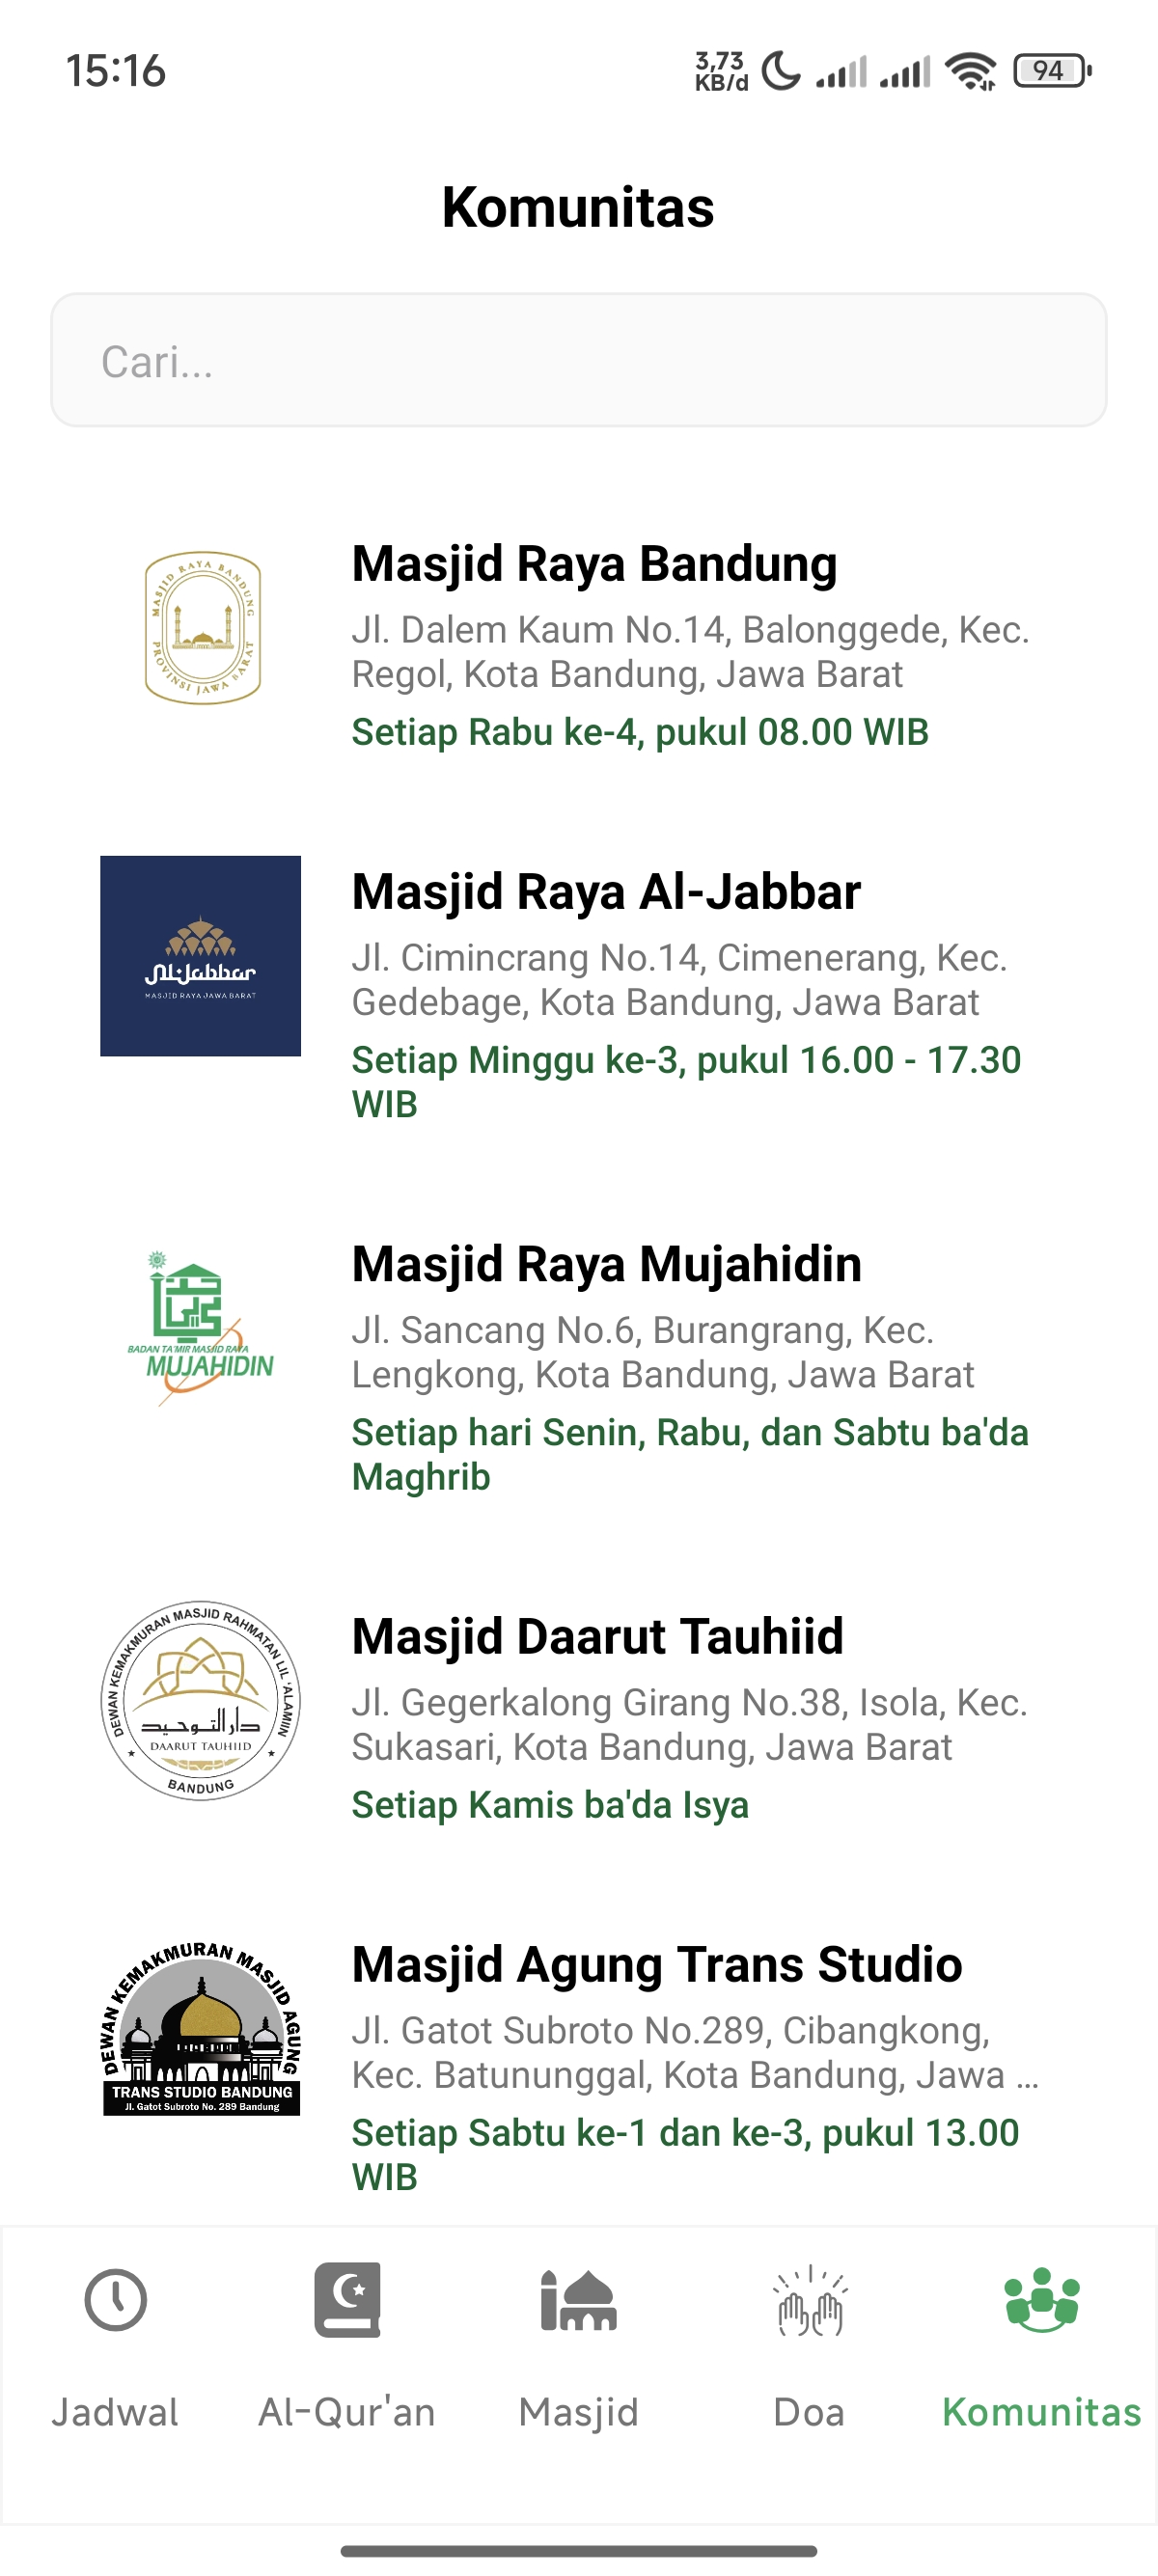 15:16
3,73
KB/d
94
Komunitas
Cari...
MASJID RAYA BANDUNG
PROVINSI JAWA BARAT
Masjid Raya Bandung
Jl. Dalem Kaum No.14, Balonggede, Kec.
Regol, Kota Bandung, Jawa Barat
Setiap Rabu ke-4, pukul 08.00 WIB
Al-Jabbar
MASJID RAYA JAWA BARAT
Masjid Raya Al-Jabbar
Jl. Cimincrang No.14, Cimenerang, Kec.
Gedebage, Kota Bandung, Jawa Barat
Setiap Minggu ke-3, pukul 16.00 - 17.30
WIB
BADAN TA'MIR MASJID RAYA
MUJAHIDIN
Masjid Raya Mujahidin
Jl. Sancang No.6, Burangrang, Kec.
Lengkong, Kota Bandung, Jawa Barat
Setiap hari Senin, Rabu, dan Sabtu ba'da
Maghrib
DEWAN KEMAKMURAN MASJID RAHMATAN LIL 'ALAMIN
دار التوحيد
DAARUT TAUHIID
BANDUNG
Masjid Daarut Tauhiid
Jl. Gegerkalong Girang No.38, Isola, Kec.
Sukasari, Kota Bandung, Jawa Barat
Setiap Kamis ba'da Isya
DEWAN KEMAKMURAN MASJID AGUNG
TRANS STUDIO BANDUNG
Jl. Gatot Subroto No. 289 Bandung
Masjid Agung Trans Studio
Jl. Gatot Subroto No.289, Cibangkong,
Kec. Batununggal, Kota Bandung, Jawa ...
Setiap Sabtu ke-1 dan ke-3, pukul 13.00
WIB
Jadwal
Al-Qur'an
Masjid
Doa
Komunitas